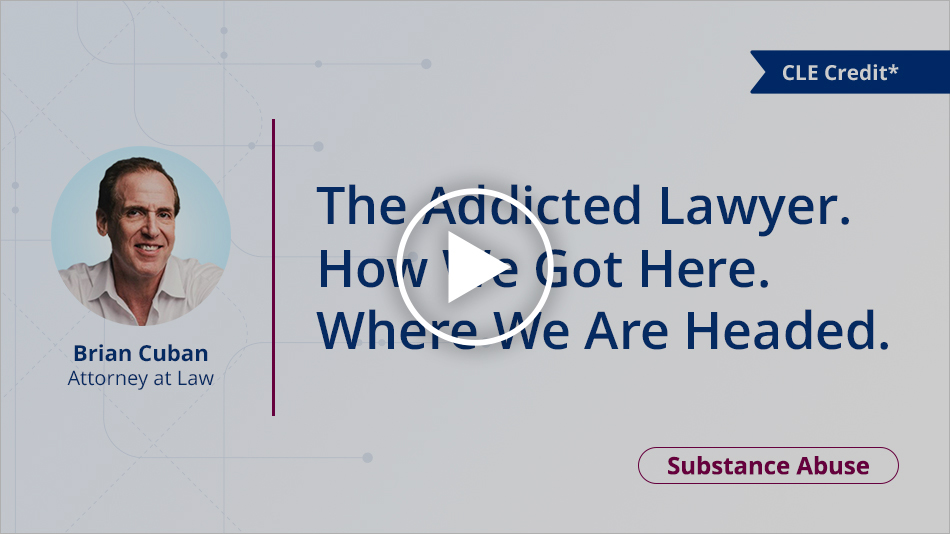 CLE Credit*
The Addicted Lawyer.
How We Got Here.
Where We Are Headed.
Brian Cuban
Attorney at Law
Substance Abuse